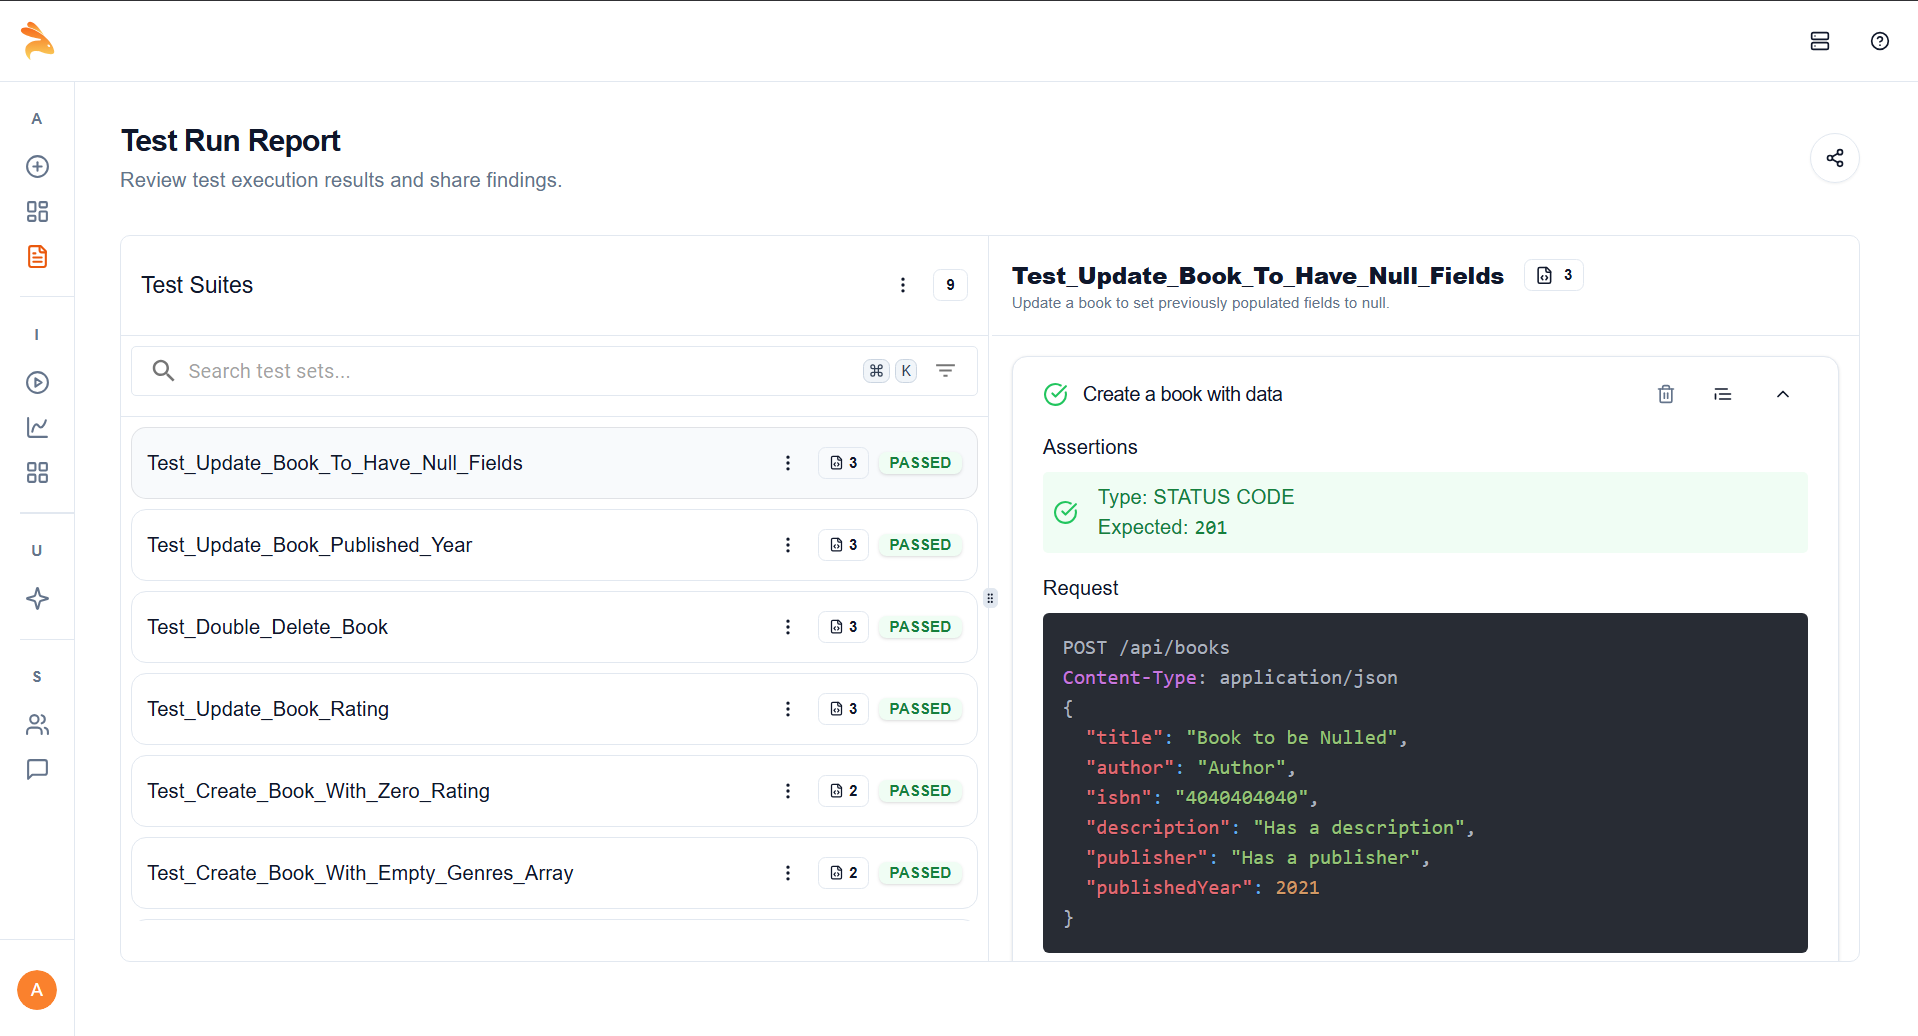 A
I
U
S
A
Test Run Report
Review test execution results and share findings.
Test Suites
9
Search test sets...
⌘ K
Test_Update_Book_To_Have_Null_Fields 3 PASSED
Test_Update_Book_Published_Year 3 PASSED
Test_Double_Delete_Book 3 PASSED
Test_Update_Book_Rating 3 PASSED
Test_Create_Book_With_Zero_Rating 2 PASSED
Test_Create_Book_With_Empty_Genres_Array 2 PASSED
Test_Update_Book_To_Have_Null_Fields 3
Update a book to set previously populated fields to null.
Create a book with data
Assertions
Type: STATUS CODE
Expected: 201
Request
POST /api/books
Content-Type: application/json
{
"title": "Book to be Nulled",
"author": "Author",
"isbn": "4040404040",
"description": "Has a description",
"publisher": "Has a publisher",
"publishedYear": 2021
}